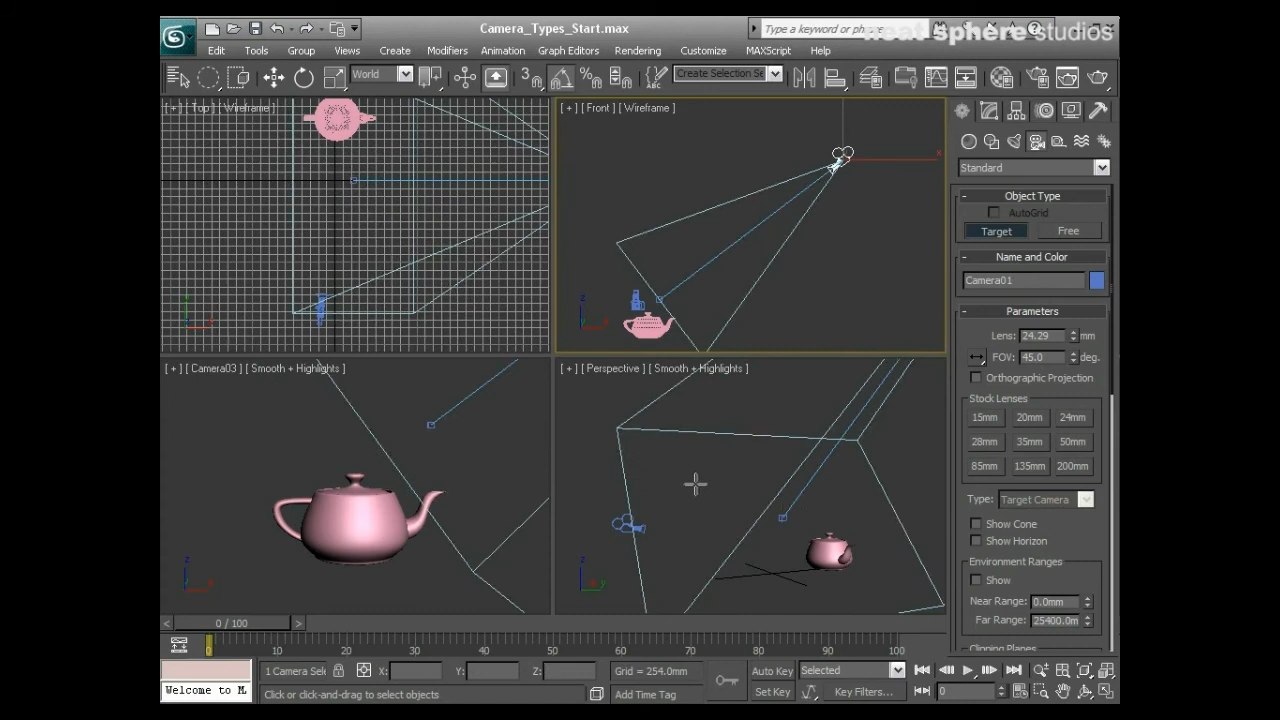 Camera_Types_Start.max
Type a keyword or phrase
neat sphere studios
Edit Tools Group Views Create Modifiers Animation Graph Editors Rendering Customize MAXScript Help
World
3
Create Selection Se
[ + ] [ Top ] [ Wireframe ]
[ + ] [ Front ] [ Wireframe ]
x
Standard
Object Type
AutoGrid
Target Free
Name and Color
Camera01
Parameters
Lens: 24.29 mm
FOV: 45.0 deg.
Orthographic Projection
Stock Lenses
15mm 20mm 24mm
28mm 35mm 50mm
85mm 135mm 200mm
Type: Target Camera
Show Cone
Show Horizon
Environment Ranges
Show
Near Range: 0.0mm
Far Range: 25400.0m
Clipping Planes
[ + ] [ Camera03 ] [ Smooth + Highlights ]
[ + ] [ Perspective ] [ Smooth + Highlights ]
< 0 / 100 >
0 10 20 30 40 50 60 70 80 90 100
1 Camera Sel X: Y: Z: Grid = 254.0mm Auto Key Selected
Welcome to M
Click or click-and-drag to select objects Add Time Tag Set Key Key Filters... 0